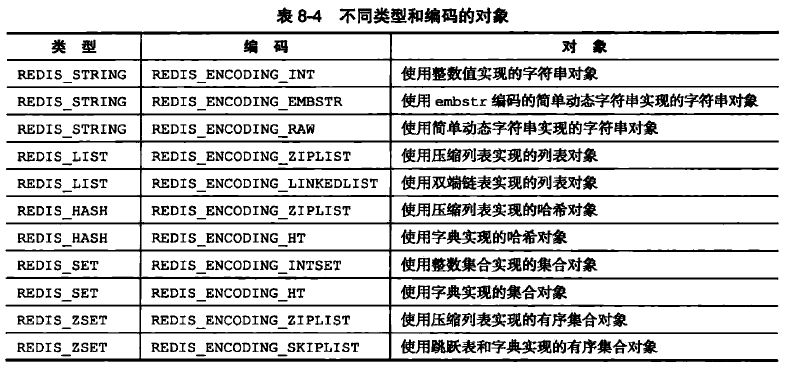 表 8-4 不同类型和编码的对象
类 型 编 码 对 象
REDIS_STRING REDIS_ENCODING_INT 使用整数值实现的字符串对象
REDIS_STRING REDIS_ENCODING_EMBSTR 使用 embstr 编码的简单动态字符串实现的字符串对象
REDIS_STRING REDIS_ENCODING_RAW 使用简单动态字符串实现的字符串对象
REDIS_LIST REDIS_ENCODING_ZIPLIST 使用压缩列表实现的列表对象
REDIS_LIST REDIS_ENCODING_LINKEDLIST 使用双端链表实现的列表对象
REDIS_HASH REDIS_ENCODING_ZIPLIST 使用压缩列表实现的哈希对象
REDIS_HASH REDIS_ENCODING_HT 使用字典实现的哈希对象
REDIS_SET REDIS_ENCODING_INTSET 使用整数集合实现的集合对象
REDIS_SET REDIS_ENCODING_HT 使用字典实现的集合对象
REDIS_ZSET REDIS_ENCODING_ZIPLIST 使用压缩列表实现的有序集合对象
REDIS_ZSET REDIS_ENCODING_SKIPLIST 使用跳跃表和字典实现的有序集合对象